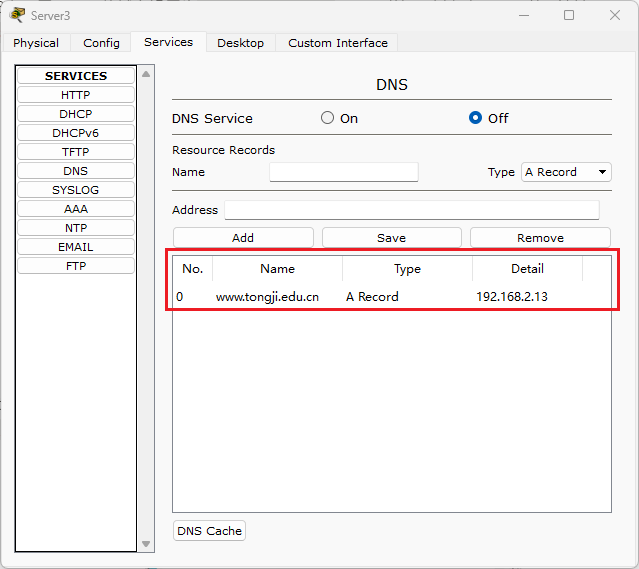 Server3
Physical Config Services Desktop Custom Interface
SERVICES
HTTP
DHCP
DHCPv6
TFTP
DNS
SYSLOG
AAA
NTP
EMAIL
FTP
DNS
DNS Service On Off
Resource Records
Name Type A Record
Address
Add Save Remove
No. Name Type Detail
0 www.tongji.edu.cn A Record 192.168.2.13
DNS Cache